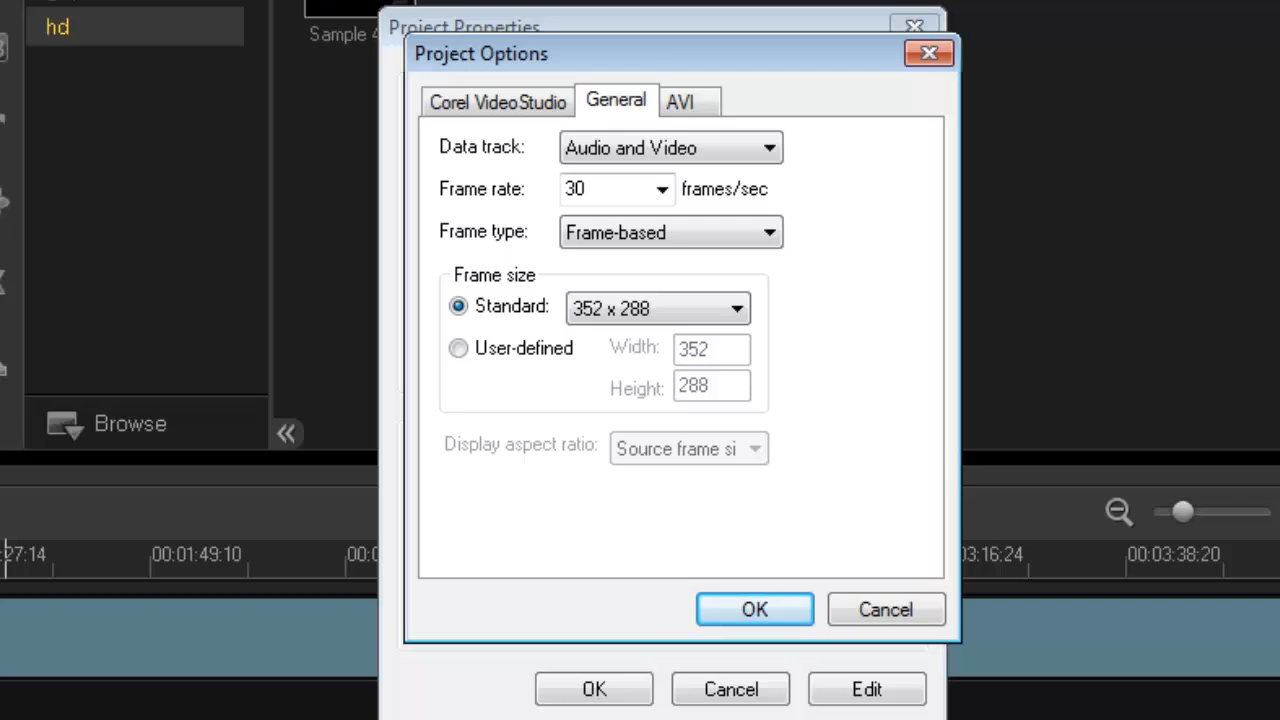 hd
Sample 4
Project Properties
Project Options
Corel VideoStudio
General
AVI
Data track:
Audio and Video
Frame rate:
30
frames/sec
Frame type:
Frame-based
Frame size
Standard:
352 x 288
User-defined
Width:
352
Height:
288
Display aspect ratio:
Source frame si
Browse
OK
Cancel
:27:14
00:01:49:10
00:0
03:16:24
00:03:38:20
OK
Cancel
Edit